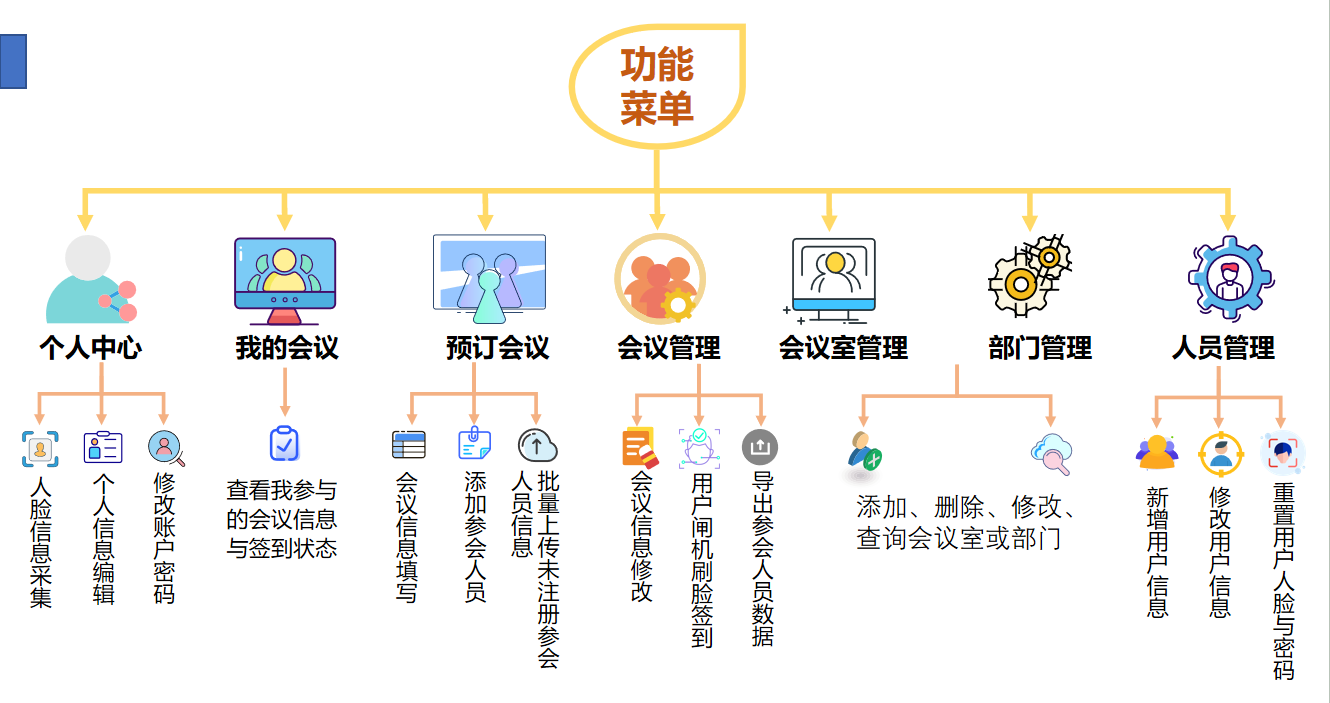 功能
菜单
个人中心
我的会议
预订会议
会议管理
会议室管理
部门管理
人员管理
人脸信息采集
个人信息编辑
修改账户密码
查看我参与
的会议信息
与签到状态
会议信息填写
添加参会人员
批量上传未注册参会
人员信息
会议信息修改
用户闸机刷脸签到
导出参会人员数据
添加、删除、修改、
查询会议室或部门
新增用户信息
修改用户信息
重置用户人脸与密码